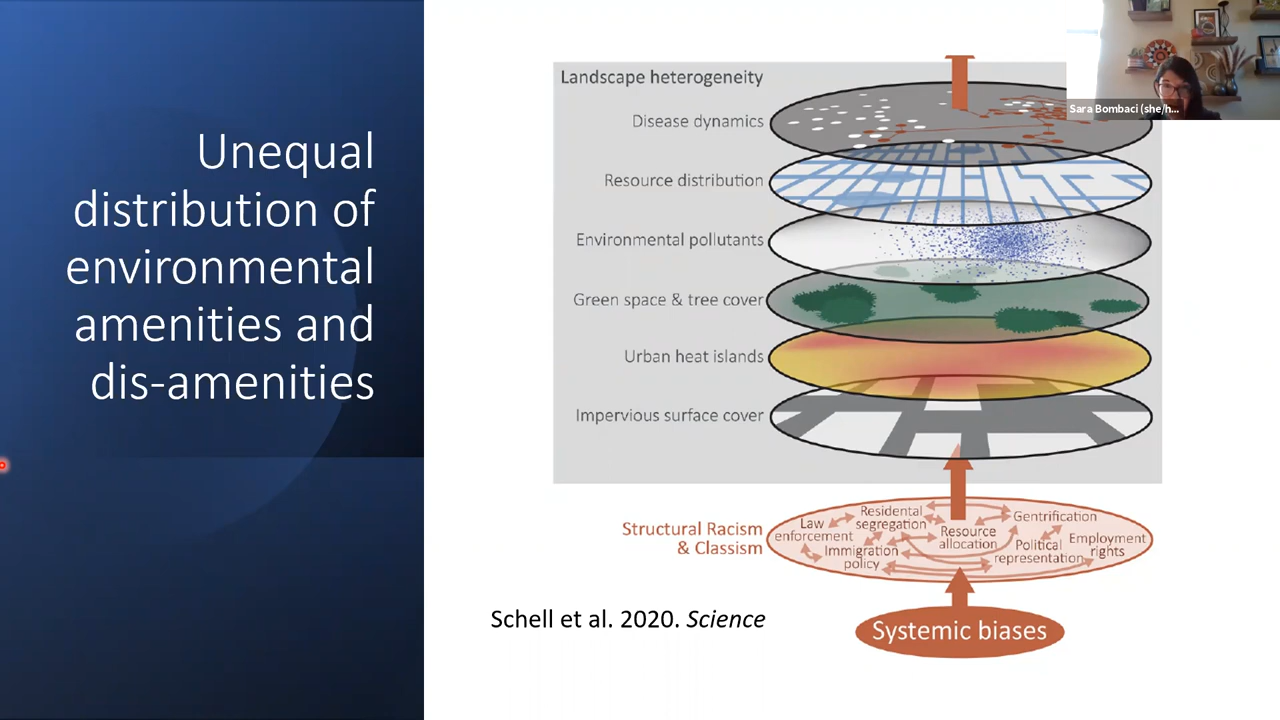 Unequal
distribution of
environmental
amenities and
dis-amenities
Landscape heterogeneity
Disease dynamics
Resource distribution
Environmental pollutants
Green space & tree cover
Urban heat islands
Impervious surface cover
Structural Racism
& Classism
Law
enforcement
Residential
segregation
Immigration
policy
Resource
allocation
Gentrification
Political
representation
Employment
rights
Systemic biases
Schell et al. 2020. Science
Sara Bombaci (she/h...